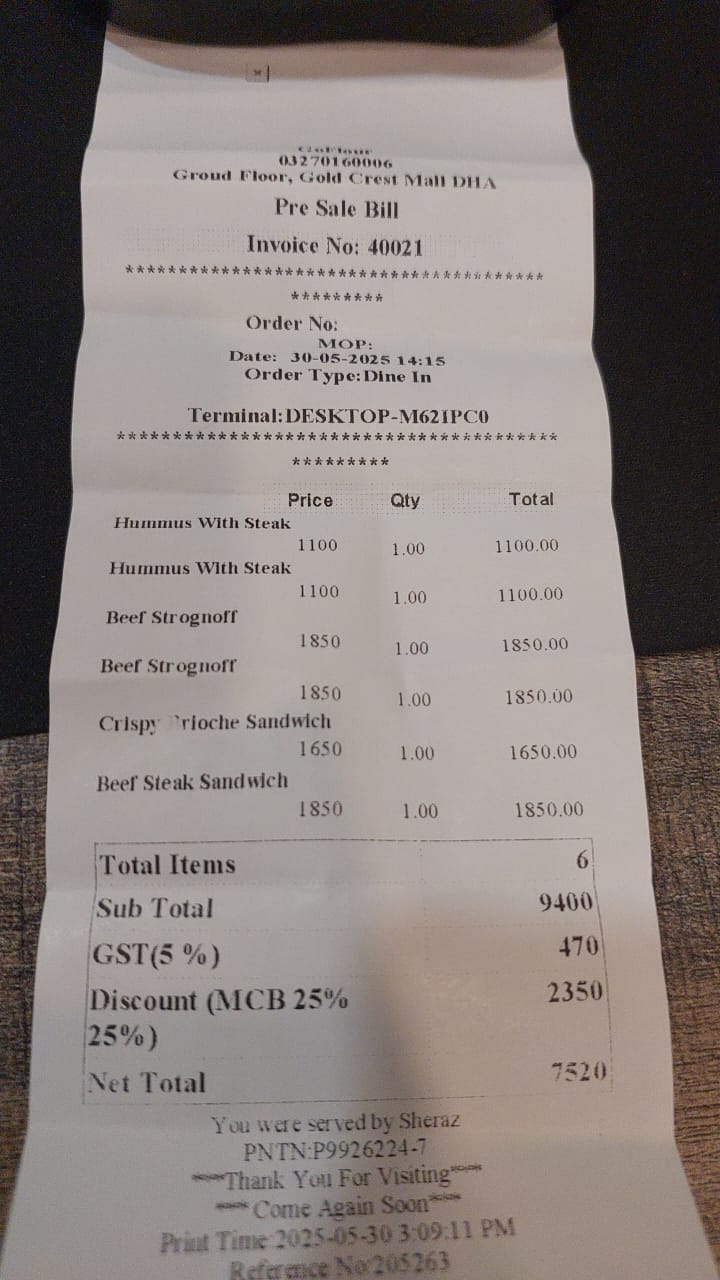 03270160006
Groud Floor, Gold Crest Mall DHA
Pre Sale Bill
Invoice No: 40021
****************************************
*********
Order No:
MOP:
Date: 30-05-2025 14:15
Order Type:Dine In
Terminal:DESKTOP-M621PC0
****************************************
*********
Price Qty Total
Hummus With Steak
1100 1.00 1100.00
Hummus With Steak
1100 1.00 1100.00
Beef Strognoff
1850 1.00 1850.00
Beef Strognoff
1850 1.00 1850.00
Crispy Brioche Sandwich
1650 1.00 1650.00
Beef Steak Sandwich
1850 1.00 1850.00
Total Items 6
Sub Total 9400
GST(5 %) 470
Discount (MCB 25% 2350
25%)
Net Total 7520
You were served by Sheraz
PNTN:P9926224-7
****Thank You For Visiting****
**** Come Again Soon****
Print Time:2025-05-30 3:09:11 PM
Reference No:205263